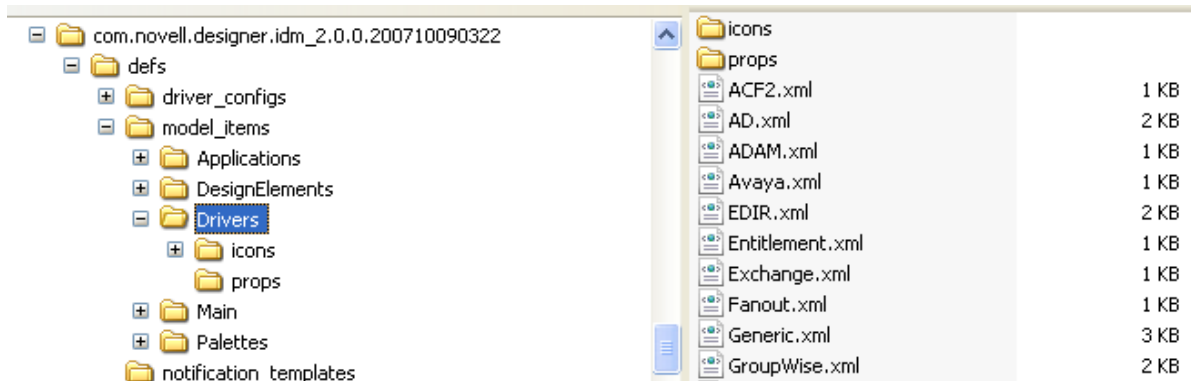 com.novell.designer.idm_2.0.0.200710090322
defs
driver_configs
model_items
Applications
DesignElements
Drivers
icons
props
Main
Palettes
notification_templates
icons
props
ACF2.xml 1 KB
AD.xml 2 KB
ADAM.xml 1 KB
Avaya.xml 1 KB
EDIR.xml 2 KB
Entitlement.xml 1 KB
Exchange.xml 1 KB
Fanout.xml 1 KB
Generic.xml 3 KB
GroupWise.xml 2 KB